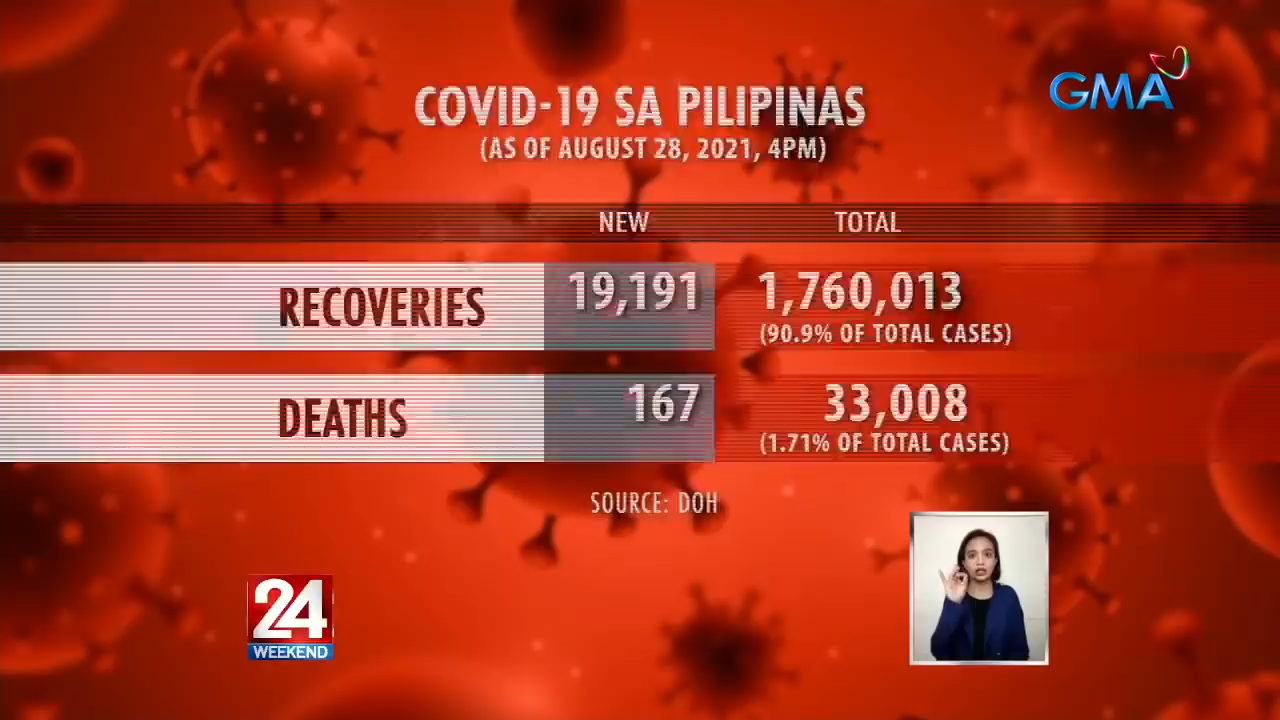 GMA
COVID-19 SA PILIPINAS
(AS OF AUGUST 28, 2021, 4PM)
NEW TOTAL
RECOVERIES 19,191 1,760,013
(90.9% OF TOTAL CASES)
DEATHS 167 33,008
(1.71% OF TOTAL CASES)
SOURCE: DOH
24
WEEKEND